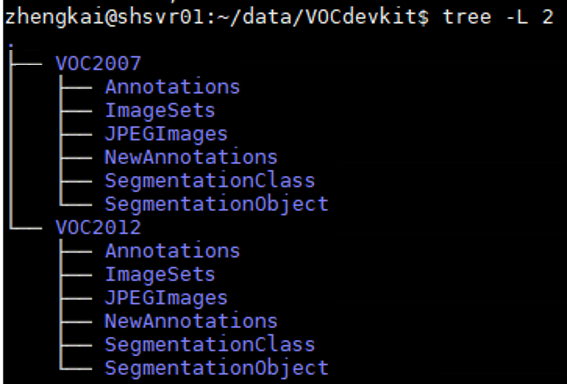 zhengkai@shsvr01:~/data/VOCdevkit$ tree -L 2
.
├── VOC2007
│   ├── Annotations
│   ├── ImageSets
│   ├── JPEGImages
│   ├── NewAnnotations
│   ├── SegmentationClass
│   └── SegmentationObject
└── VOC2012
    ├── Annotations
    ├── ImageSets
    ├── JPEGImages
    ├── NewAnnotations
    ├── SegmentationClass
    └── SegmentationObject